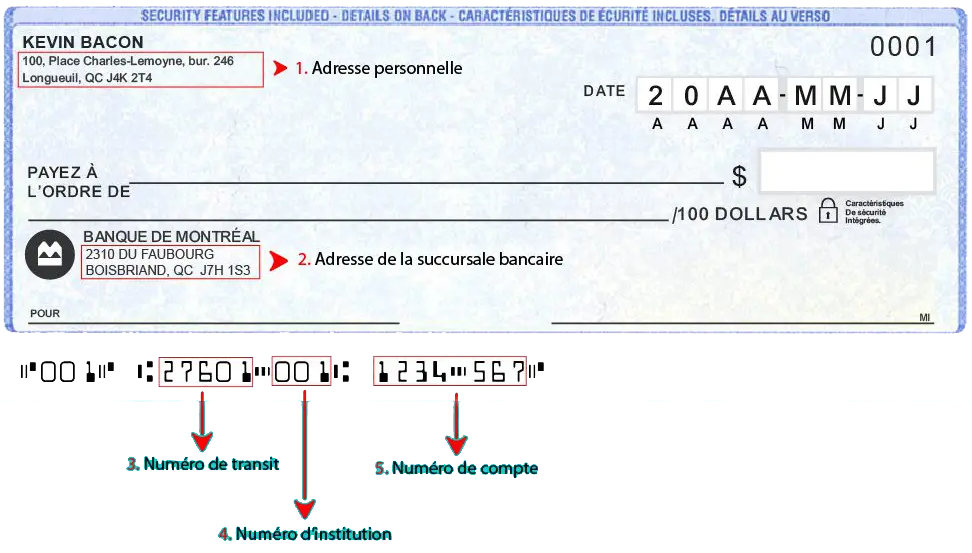 SECURITY FEATURES INCLUDED - DETAILS ON BACK - CARACTÉRISTIQUES DE ÉCURITÉ INCLUSES. DÉTAILS AU VERSO
KEVIN BACON
0001
100, Place Charles-Lemoyne, bur. 246
Longueuil, QC J4K 2T4
1. Adresse personnelle
DATE 2 0 A A - M M - J J
A A A A M M J J
PAYEZ À
L'ORDRE DE
$
/100 DOLLARS
Caractéristiques
De sécurité
Intégrées.
BANQUE DE MONTRÉAL
2310 DU FAUBOURG
BOISBRIAND, QC J7H 1S3
2. Adresse de la succursale bancaire
POUR
MI
⑈001⑈ ⑆27601⑉001⑆ 1234⑉567⑈
3. Numéro de transit
5. Numéro de compte
4. Numéro d'institution